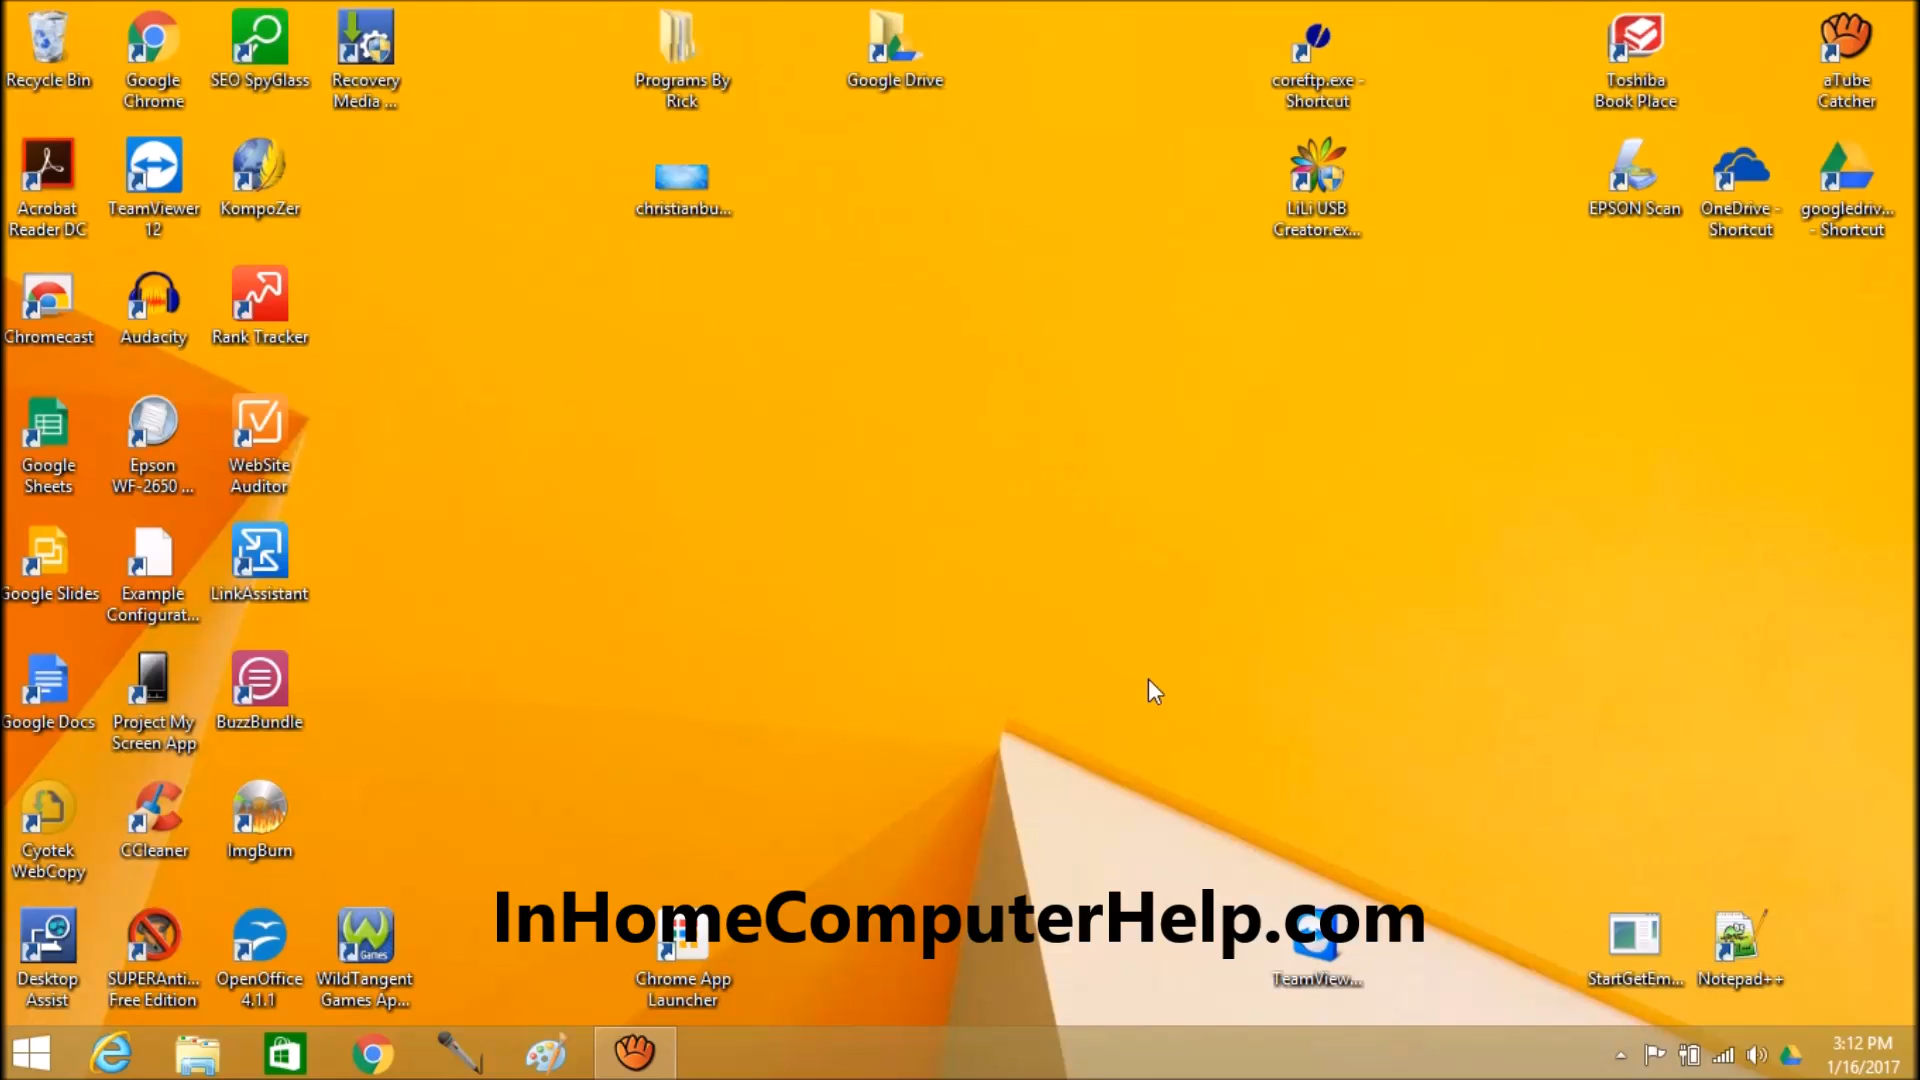 Recycle Bin
Google
Chrome
SEO SpyGlass
Recovery
Media ...
Programs By
Rick
Google Drive
coreftp.exe -
Shortcut
Toshiba
Book Place
aTube
Catcher
Acrobat
Reader DC
TeamViewer
12
KompoZer
christianbu...
LiLi USB
Creator.ex...
EPSON Scan
OneDrive -
Shortcut
googledriv...
- Shortcut
Chromecast
Audacity
Rank Tracker
Google
Sheets
Epson
WF-2650 ...
WebSite
Auditor
Google Slides
Example
Configurat...
LinkAssistant
Google Docs
Project My
Screen App
BuzzBundle
Cyotek
WebCopy
CCleaner
ImgBurn
InHomeComputerHelp.com
Desktop
Assist
SUPERAnti...
Free Edition
OpenOffice
4.1.1
Games
WildTangent
Games Ap...
Chrome App
Launcher
TeamView...
StartGetEm...
Notepad++
3:12 PM
1/16/2017